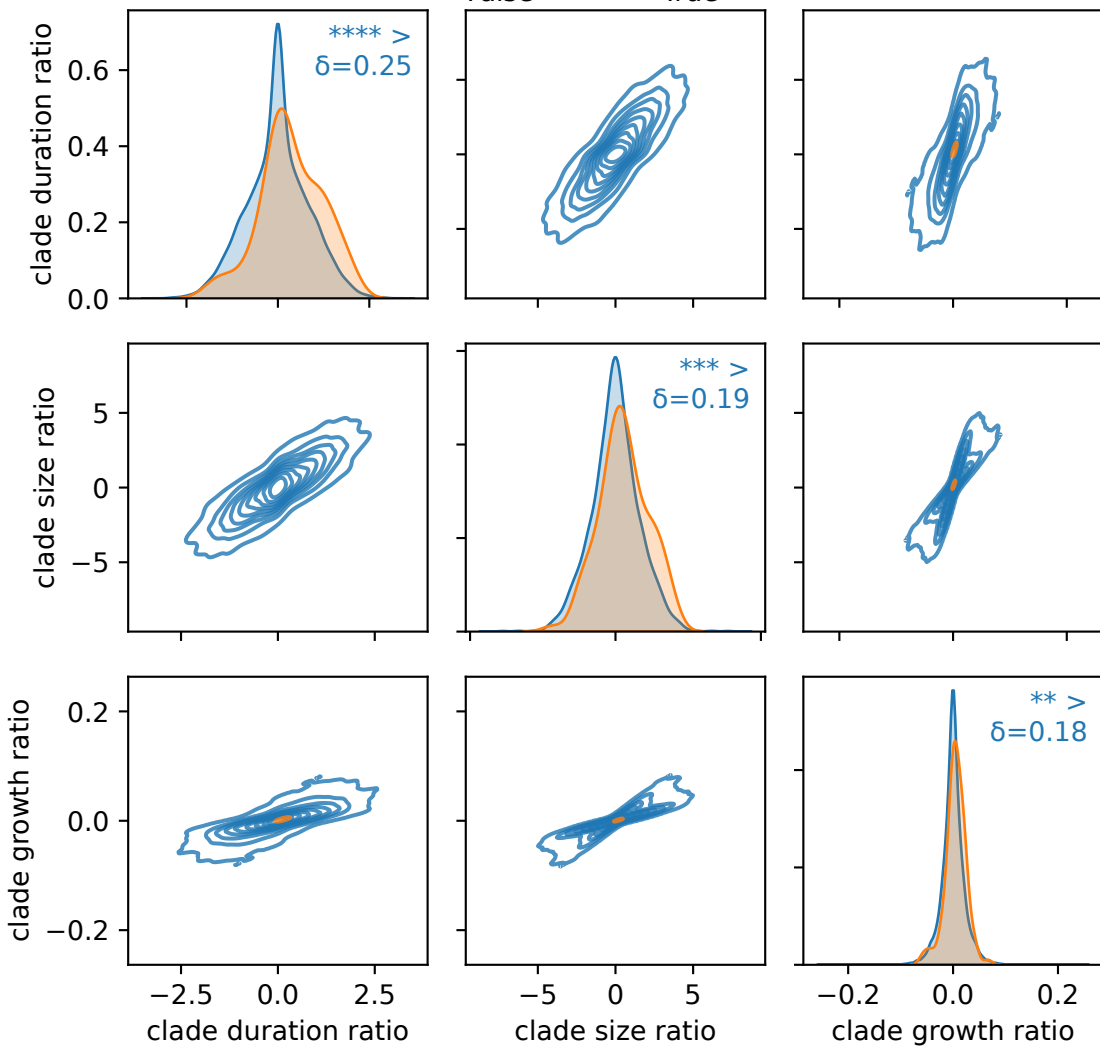 clade duration ratio
0.6
0.4
0.2
0.0
**** >
δ=0.25
clade size ratio
5
0
−5
*** >
δ=0.19
clade growth ratio
0.2
0.0
−0.2
** >
δ=0.18
−2.5 0.0 2.5
−5 0 5
−0.2 0.0 0.2
clade duration ratio
clade size ratio
clade growth ratio